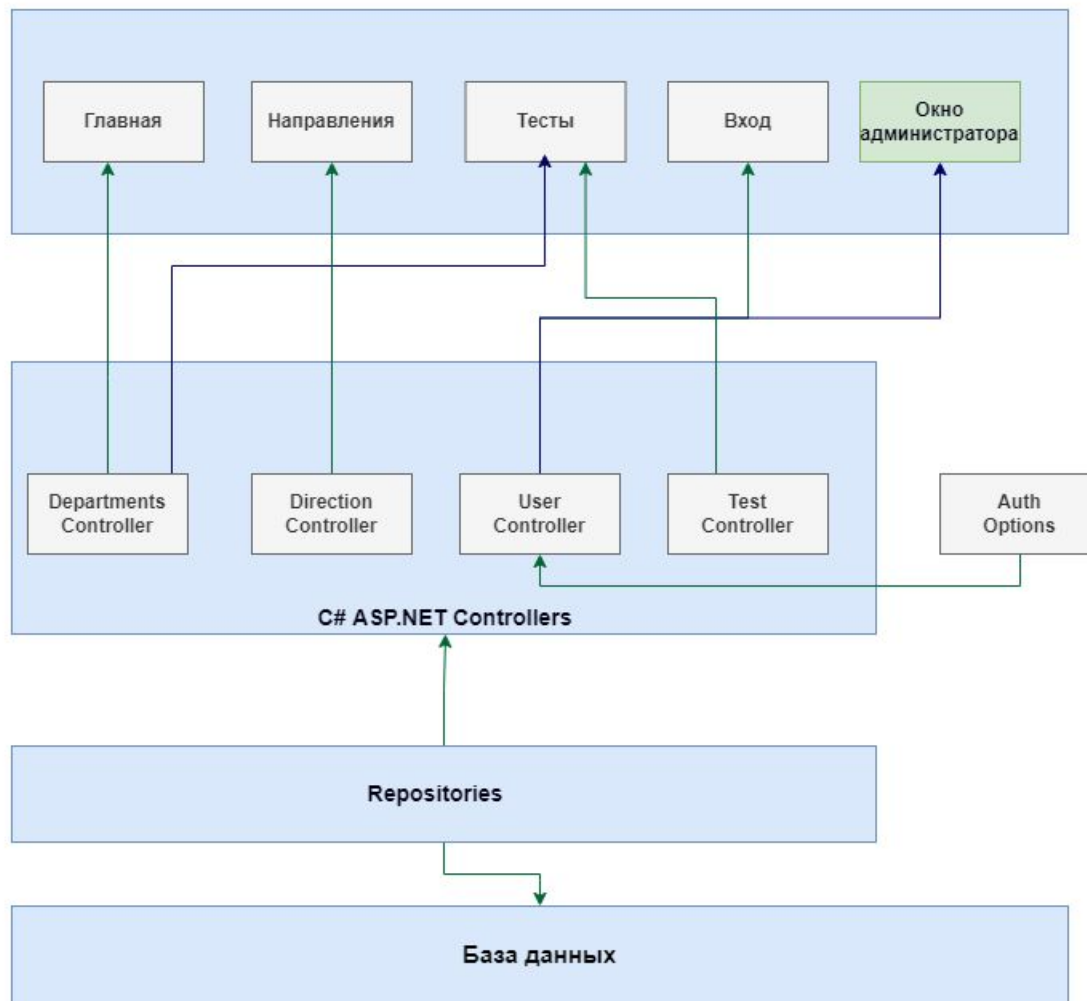 Главная
Направления
Тесты
Вход
Окно
администратора
Departments
Controller
Direction
Controller
User
Controller
Test
Controller
Auth
Options
C# ASP.NET Controllers
Repositories
База данных